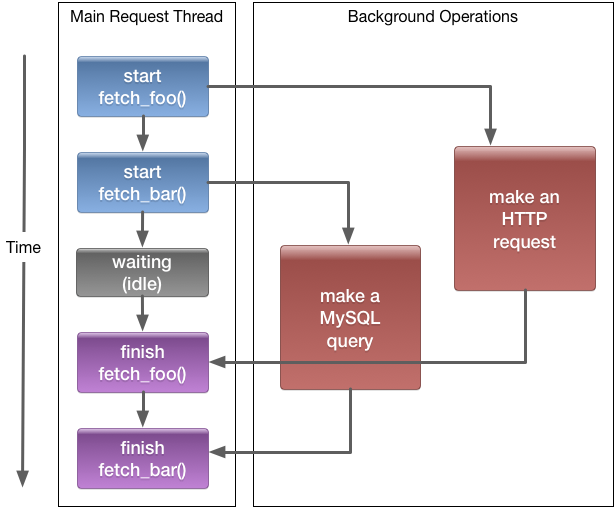 Main Request Thread
Background Operations
Time
start
fetch_foo()
start
fetch_bar()
waiting
(idle)
finish
fetch_foo()
finish
fetch_bar()
make an
HTTP
request
make a
MySQL
query